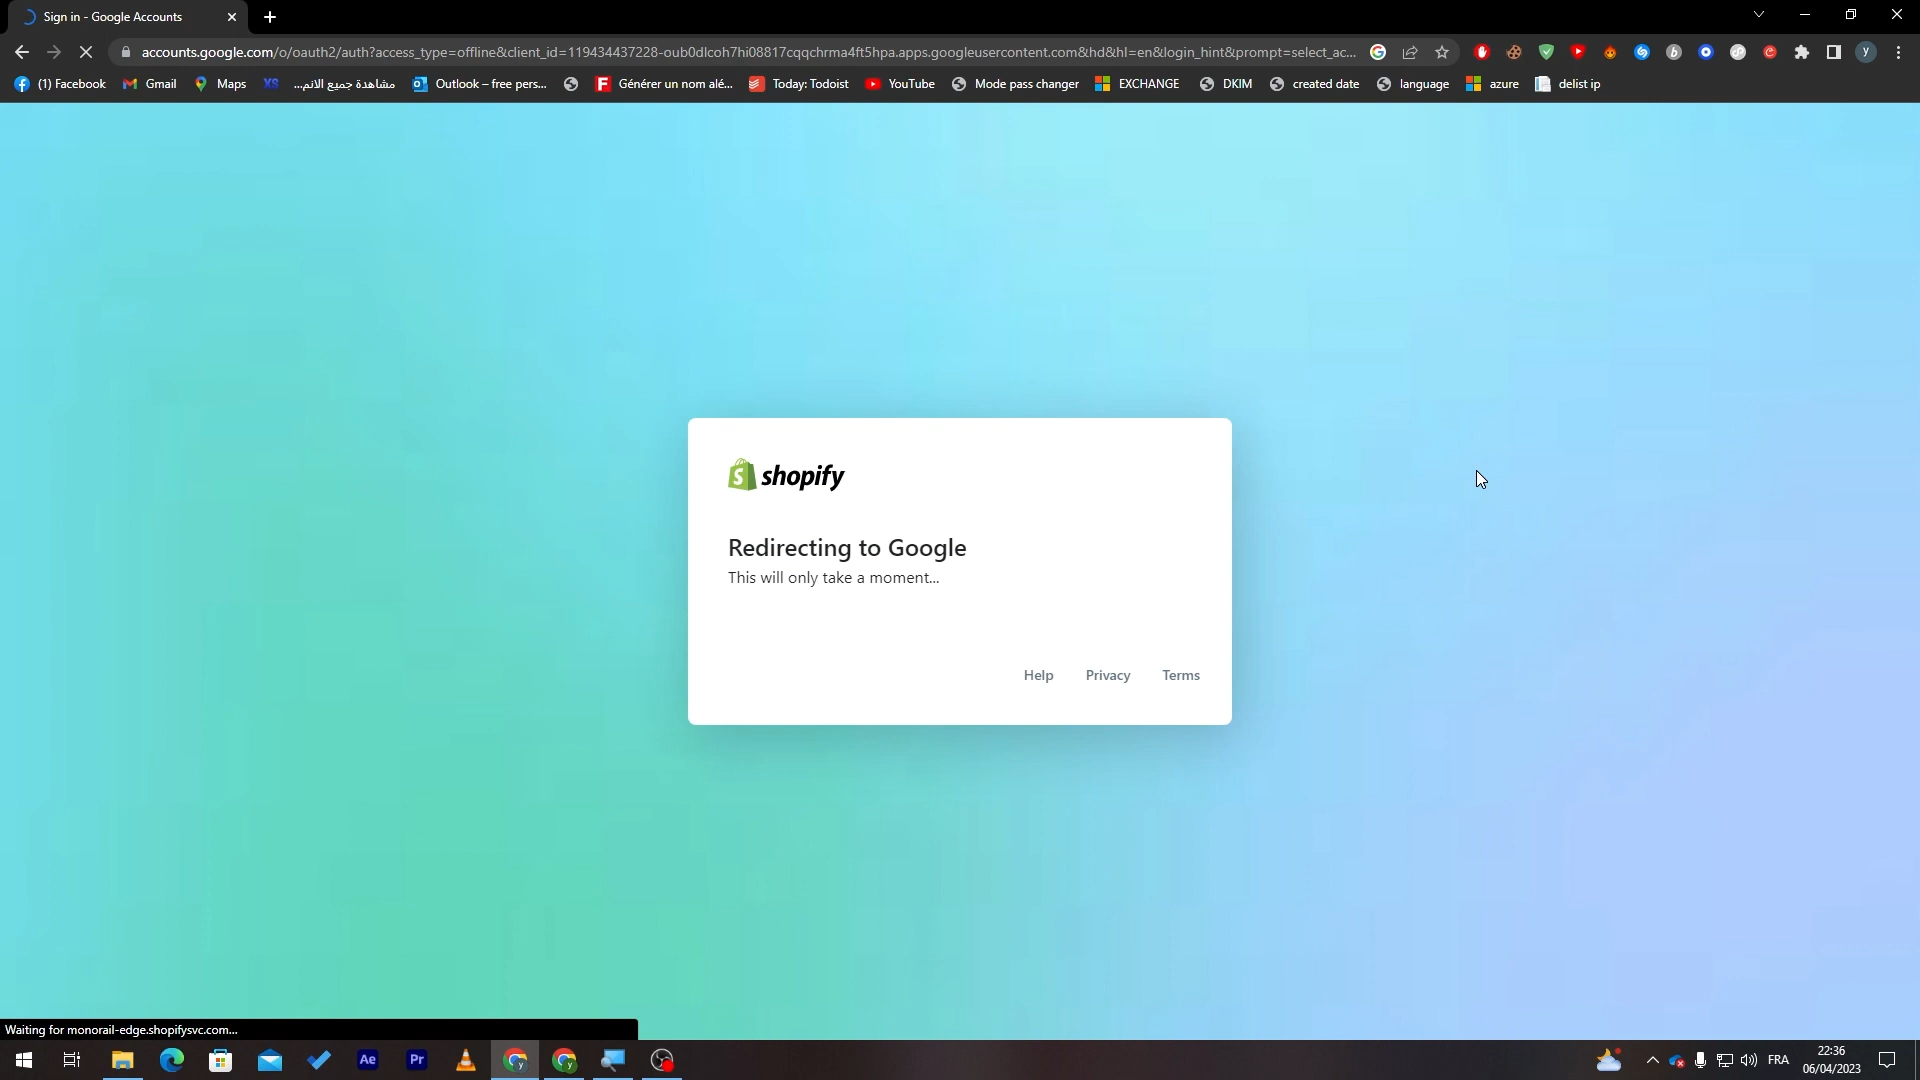 Sign in - Google Accounts
accounts.google.com/o/oauth2/auth?access_type=offline&client_id=119434437228-oub0dlcoh7hi08817cqqchrma4ft5hpa.apps.googleusercontent.com&hd&hl=en&login_hint&prompt=select_ac...
(1) Facebook Gmail Maps XS مشاهدة جميع الانم... Outlook – free pers... Générer un nom alé... Today: Todoist YouTube Mode pass changer EXCHANGE DKIM created date language azure delist ip
shopify
Redirecting to Google
This will only take a moment...
Help Privacy Terms
Waiting for monorail-edge.shopifysvc.com...
Ae Pr FRA 22:36
06/04/2023